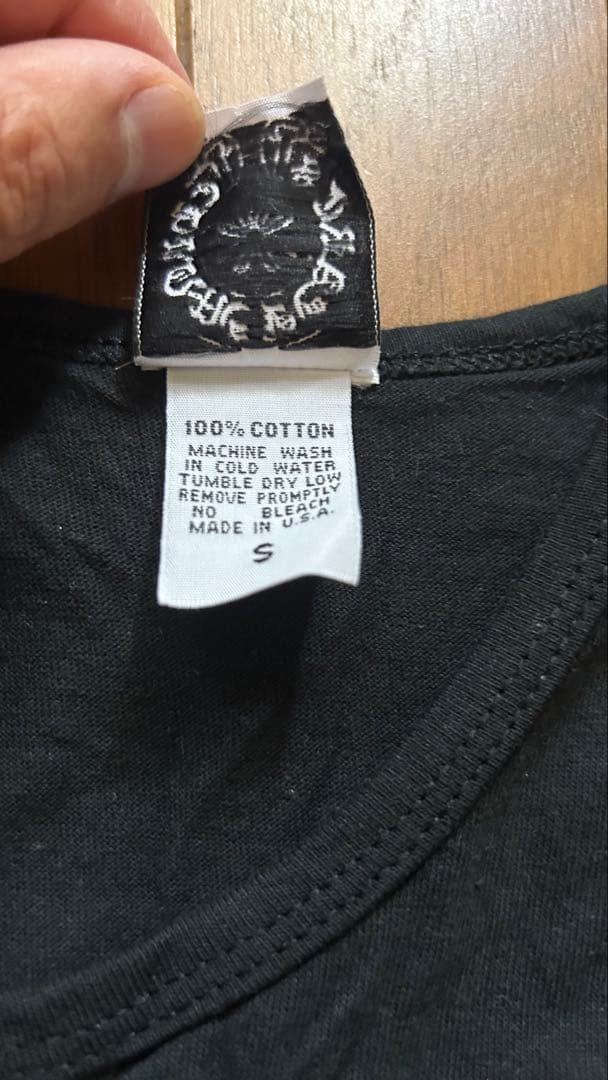 100% COTTON
MACHINE WASH
IN COLD WATER
TUMBLE DRY LOW
REMOVE PROMPTLY
NO BLEACH
MADE IN U.S.A.
S